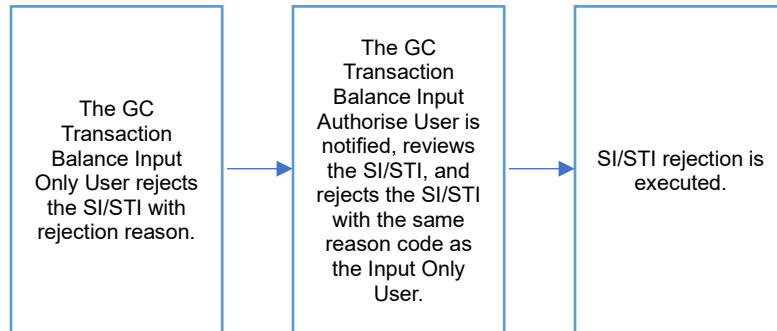 The GC
Transaction
Balance Input
Only User rejects
the SI/STI with
rejection reason.
The GC
Transaction
Balance Input
Authorise User is
notified, reviews
the SI/STI, and
rejects the SI/STI
with the same
reason code as
the Input Only
User.
SI/STI rejection is
executed.